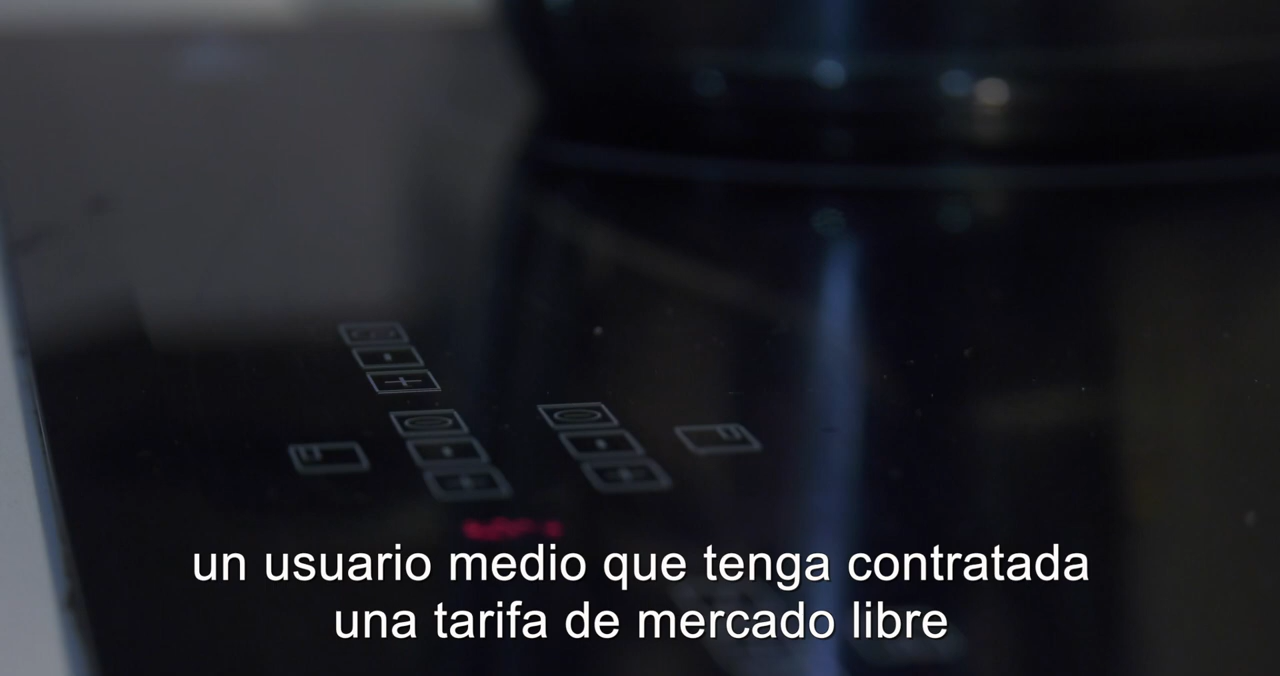 un usuario medio que tenga contratada
una tarifa de mercado libre